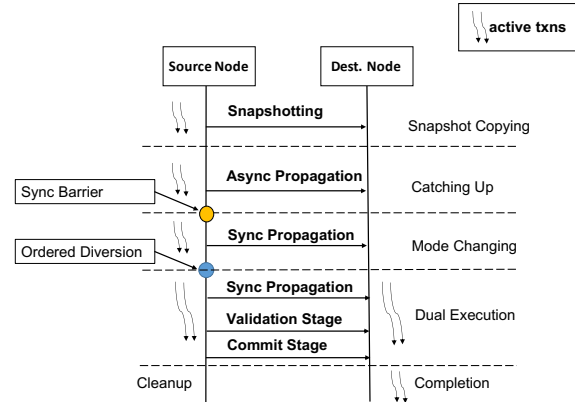 active txns
Source Node
Dest. Node
Snapshotting
Snapshot Copying
Async Propagation
Catching Up
Sync Barrier
Sync Propagation
Mode Changing
Ordered Diversion
Sync Propagation
Dual Execution
Validation Stage
Commit Stage
Cleanup
Completion